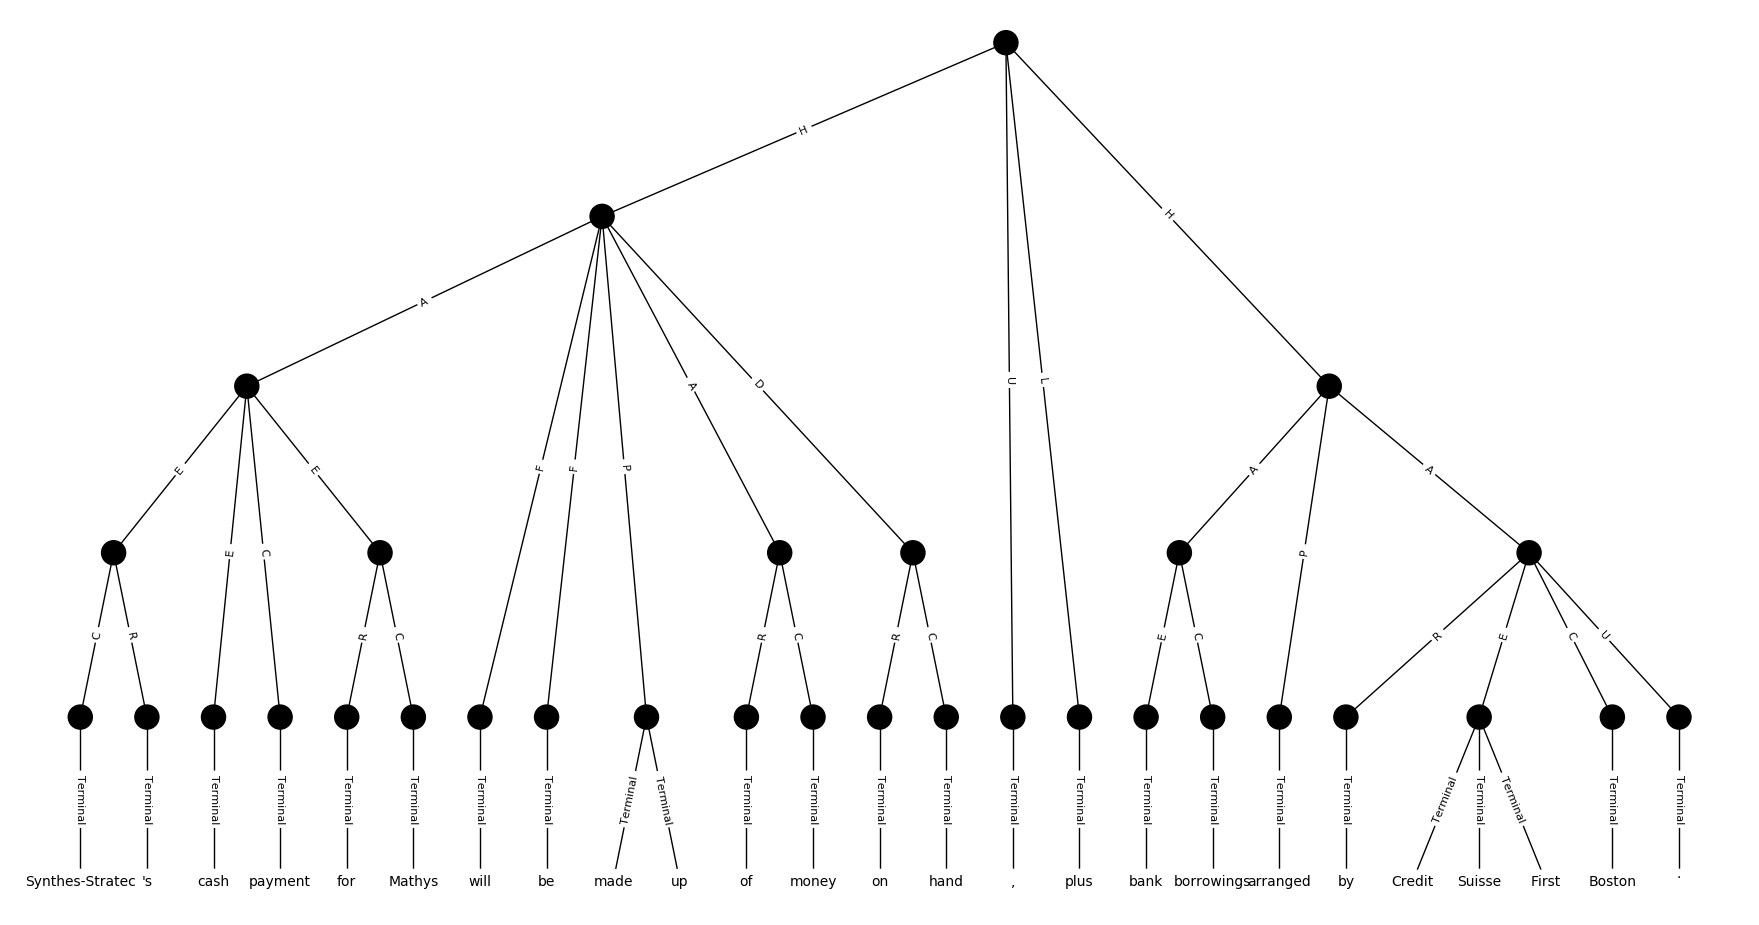 H
H
A
U
L
A
D
E
E
F
F
P
A
A
E
C
P
C
R
R
C
R
C
R
C
E
C
R
E
C
U
Terminal Terminal Terminal Terminal Terminal Terminal Terminal Terminal Terminal Terminal Terminal Terminal Terminal Terminal Terminal Terminal Terminal Terminal Terminal Terminal Terminal Terminal Terminal Terminal Terminal
Synthes-Stratec 's cash payment for Mathys will be made up of money on hand , plus bank borrowings arranged by Credit Suisse First Boston .